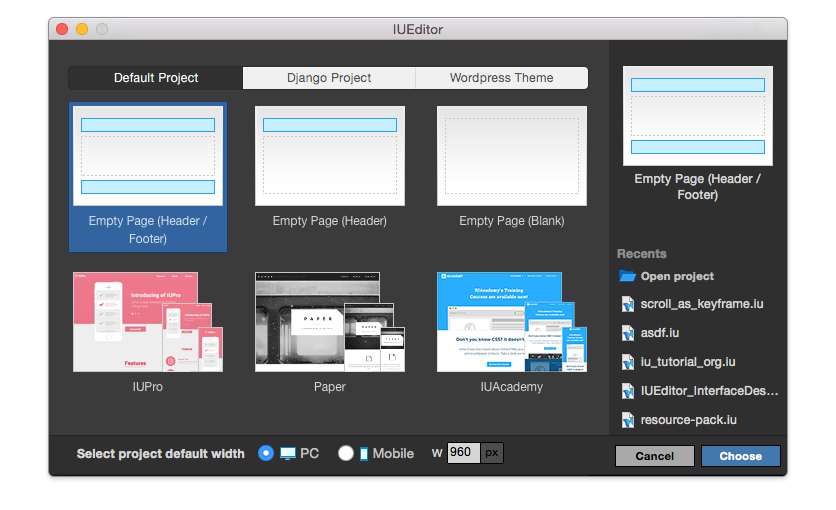 IUEditor
Default Project
Django Project
Wordpress Theme
Empty Page (Header /
Footer)
Empty Page (Header)
Empty Page (Blank)
Introducing of IUPro
Features
IUPro
PAPER
PAPER
Paper
ACADEMY
RIAcademy's Training
Courses are available now!
Don't you know CSS? It doesn't
IUAcademy
Empty Page (Header /
Footer)
Recents
Open project
scroll_as_keyframe.iu
asdf.iu
iu_tutorial_org.iu
IUEditor_InterfaceDes...
resource-pack.iu
Select project default width
PC
Mobile
W
960
px
Cancel
Choose